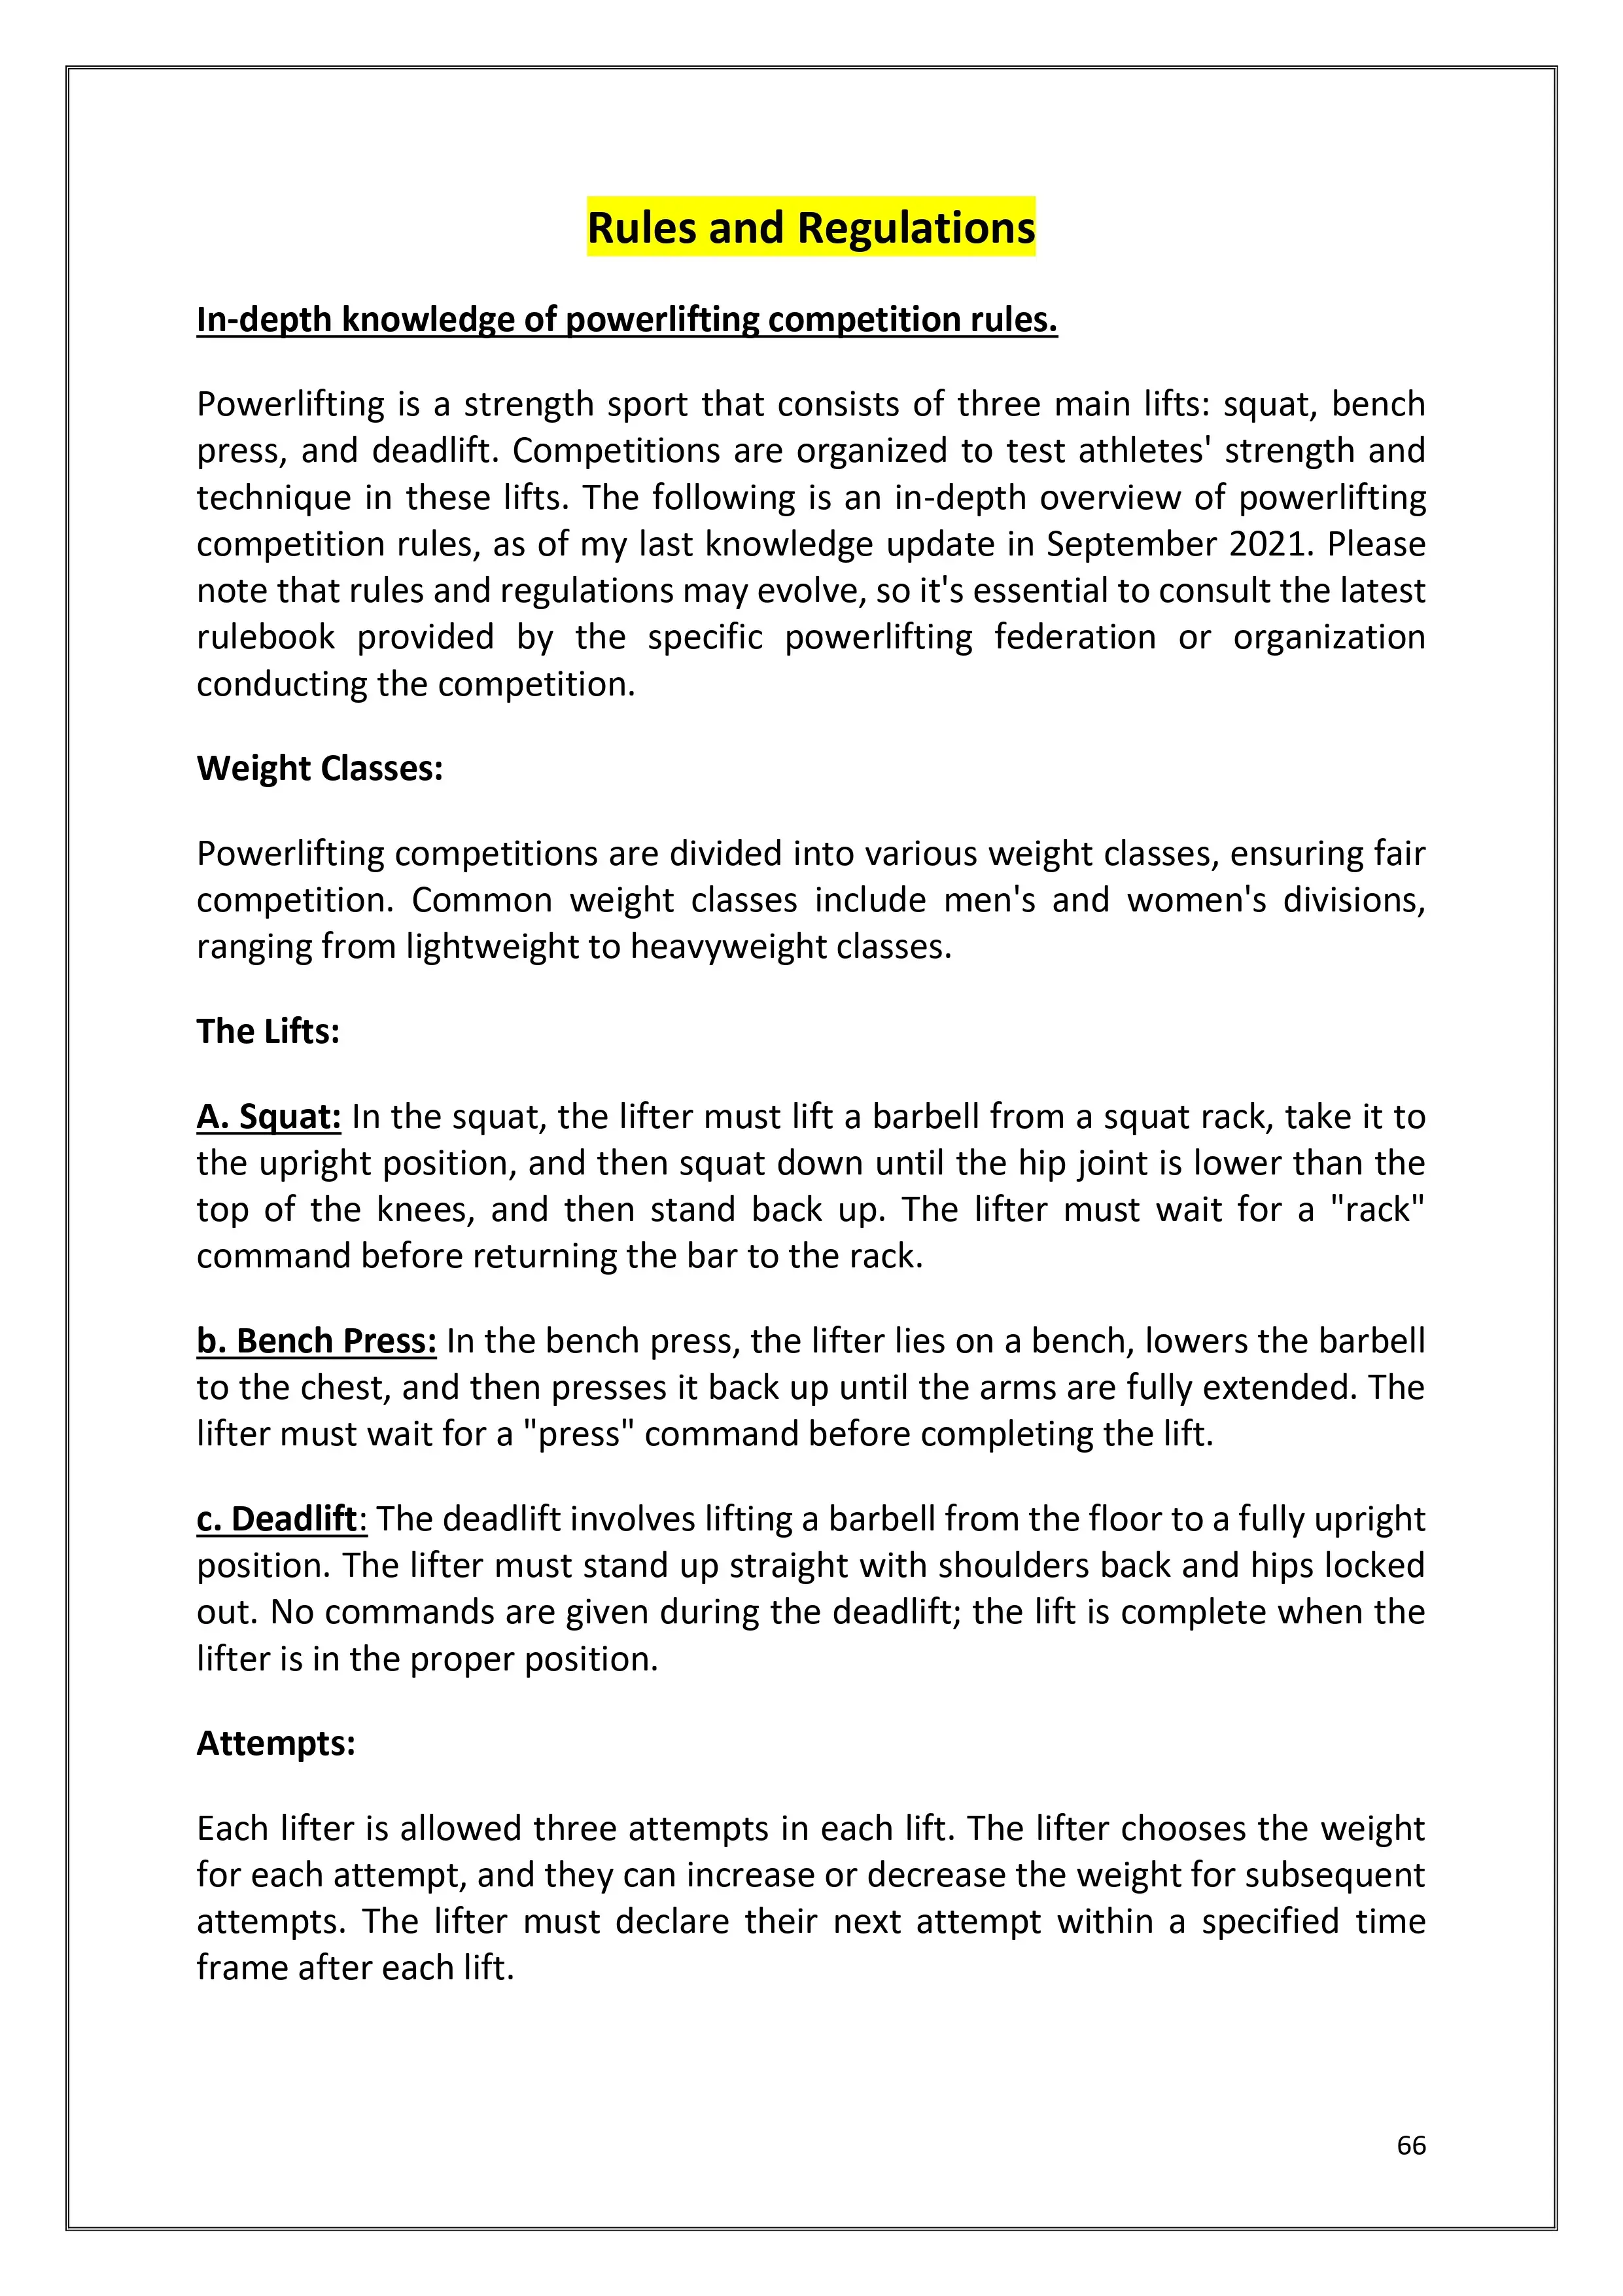 Rules and Regulations
In-depth knowledge of powerlifting competition rules.
Powerlifting is a strength sport that consists of three main lifts: squat, bench
press, and deadlift. Competitions are organized to test athletes' strength and
technique in these lifts. The following is an in-depth overview of powerlifting
competition rules, as of my last knowledge update in September 2021. Please
note that rules and regulations may evolve, so it's essential to consult the latest
rulebook provided by the specific powerlifting federation or organization
conducting the competition.
Weight Classes:
Powerlifting competitions are divided into various weight classes, ensuring fair
competition. Common weight classes include men's and women's divisions,
ranging from lightweight to heavyweight classes.
The Lifts:
A. Squat: In the squat, the lifter must lift a barbell from a squat rack, take it to
the upright position, and then squat down until the hip joint is lower than the
top of the knees, and then stand back up. The lifter must wait for a "rack"
command before returning the bar to the rack.
b. Bench Press: In the bench press, the lifter lies on a bench, lowers the barbell
to the chest, and then presses it back up until the arms are fully extended. The
lifter must wait for a "press" command before completing the lift.
c. Deadlift: The deadlift involves lifting a barbell from the floor to a fully upright
position. The lifter must stand up straight with shoulders back and hips locked
out. No commands are given during the deadlift; the lift is complete when the
lifter is in the proper position.
Attempts:
Each lifter is allowed three attempts in each lift. The lifter chooses the weight
for each attempt, and they can increase or decrease the weight for subsequent
attempts. The lifter must declare their next attempt within a specified time
frame after each lift.
66